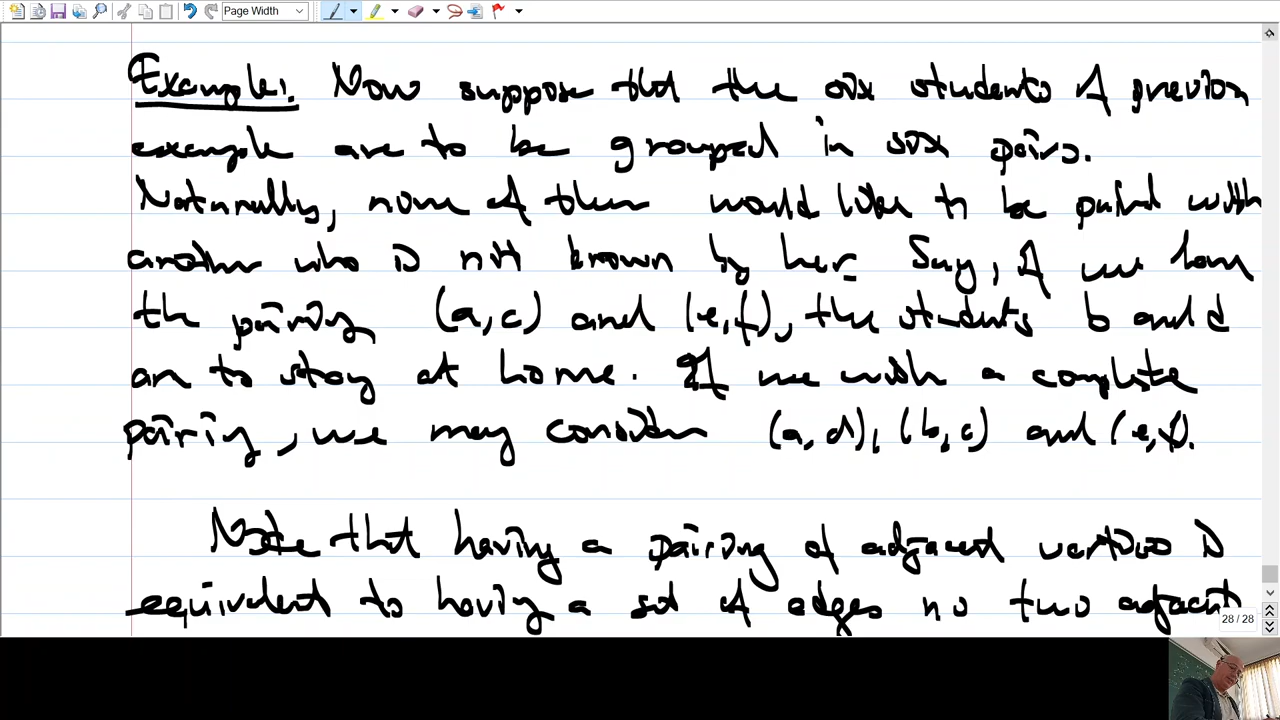 Page Width
Example: Now suppose that the six students of previous
example are to be grouped in six pairs.
Naturally, none of them would like to be paired with
another who is not known by her. Say, if we have
the pairing (a,c) and (e,f), the students b and d
are to stay at home. If we wish a complete
pairing, we may consider (a,d), (b,c) and (e,f).
Note that having a pairing of adjacent vertices is
equivalent to having a set of edges no two adjacent
28 / 28